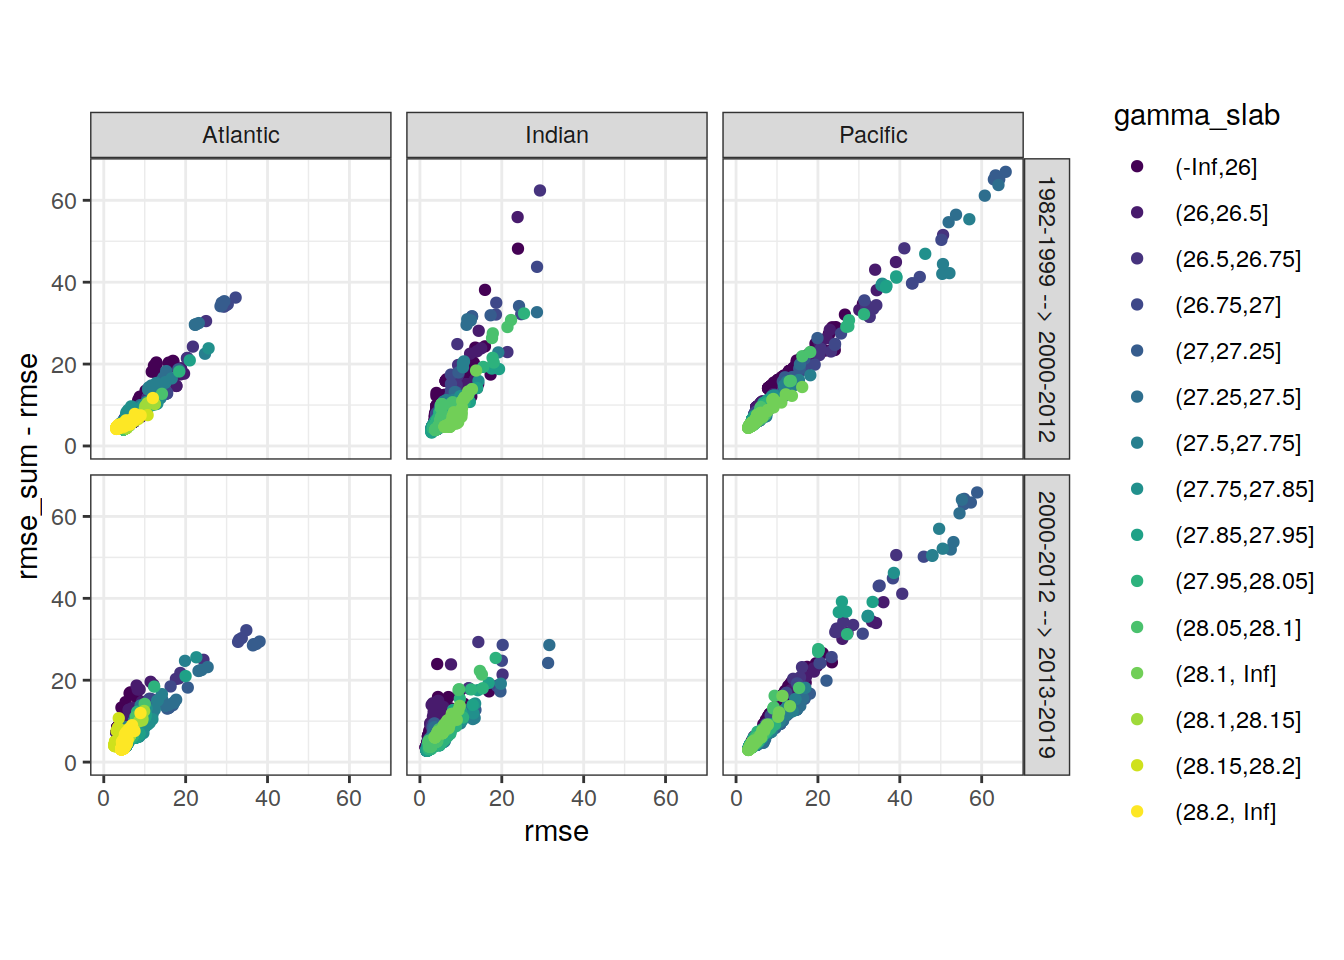 Atlantic
Indian
Pacific
60
40
20
0
1982-1999 --> 2000-2012
60
40
20
0
2000-2012 --> 2013-2019
0 20 40 60
0 20 40 60
0 20 40 60
rmse
rmse_sum - rmse
gamma_slab
(-Inf,26]
(26,26.5]
(26.5,26.75]
(26.75,27]
(27,27.25]
(27.25,27.5]
(27.5,27.75]
(27.75,27.85]
(27.85,27.95]
(27.95,28.05]
(28.05,28.1]
(28.1, Inf]
(28.1,28.15]
(28.15,28.2]
(28.2, Inf]